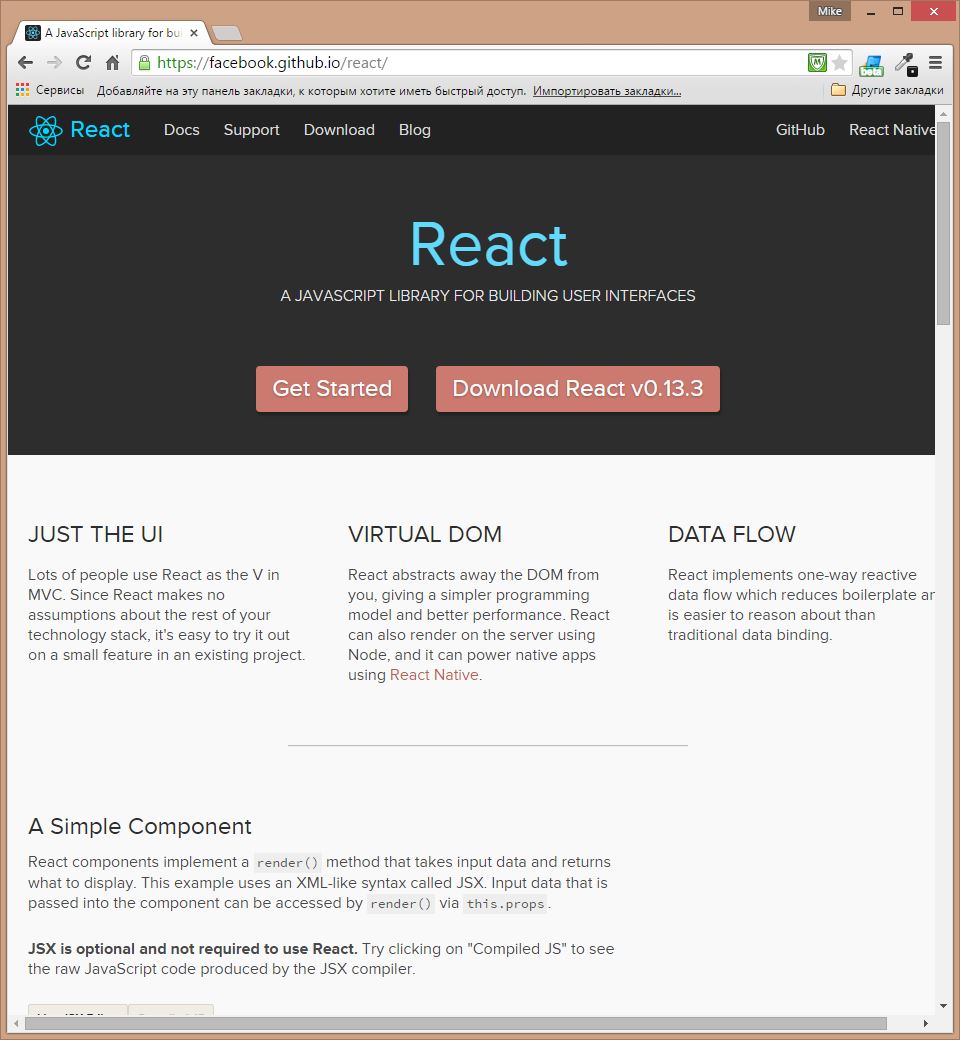 Mike
A JavaScript library for bui
https://facebook.github.io/react/
beta
Сервисы Добавляйте на эту панель закладки, к которым хотите иметь быстрый доступ. Импортировать закладки... Другие закладки
React Docs Support Download Blog GitHub React Native
React
A JAVASCRIPT LIBRARY FOR BUILDING USER INTERFACES
Get Started Download React v0.13.3
JUST THE UI
Lots of people use React as the V in
MVC. Since React makes no
assumptions about the rest of your
technology stack, it's easy to try it out
on a small feature in an existing project.
VIRTUAL DOM
React abstracts away the DOM from
you, giving a simpler programming
model and better performance. React
can also render on the server using
Node, and it can power native apps
using React Native.
DATA FLOW
React implements one-way reactive
data flow which reduces boilerplate an
is easier to reason about than
traditional data binding.
A Simple Component
React components implement a render() method that takes input data and returns
what to display. This example uses an XML-like syntax called JSX. Input data that is
passed into the component can be accessed by render() via this.props.
JSX is optional and not required to use React. Try clicking on "Compiled JS" to see
the raw JavaScript code produced by the JSX compiler.